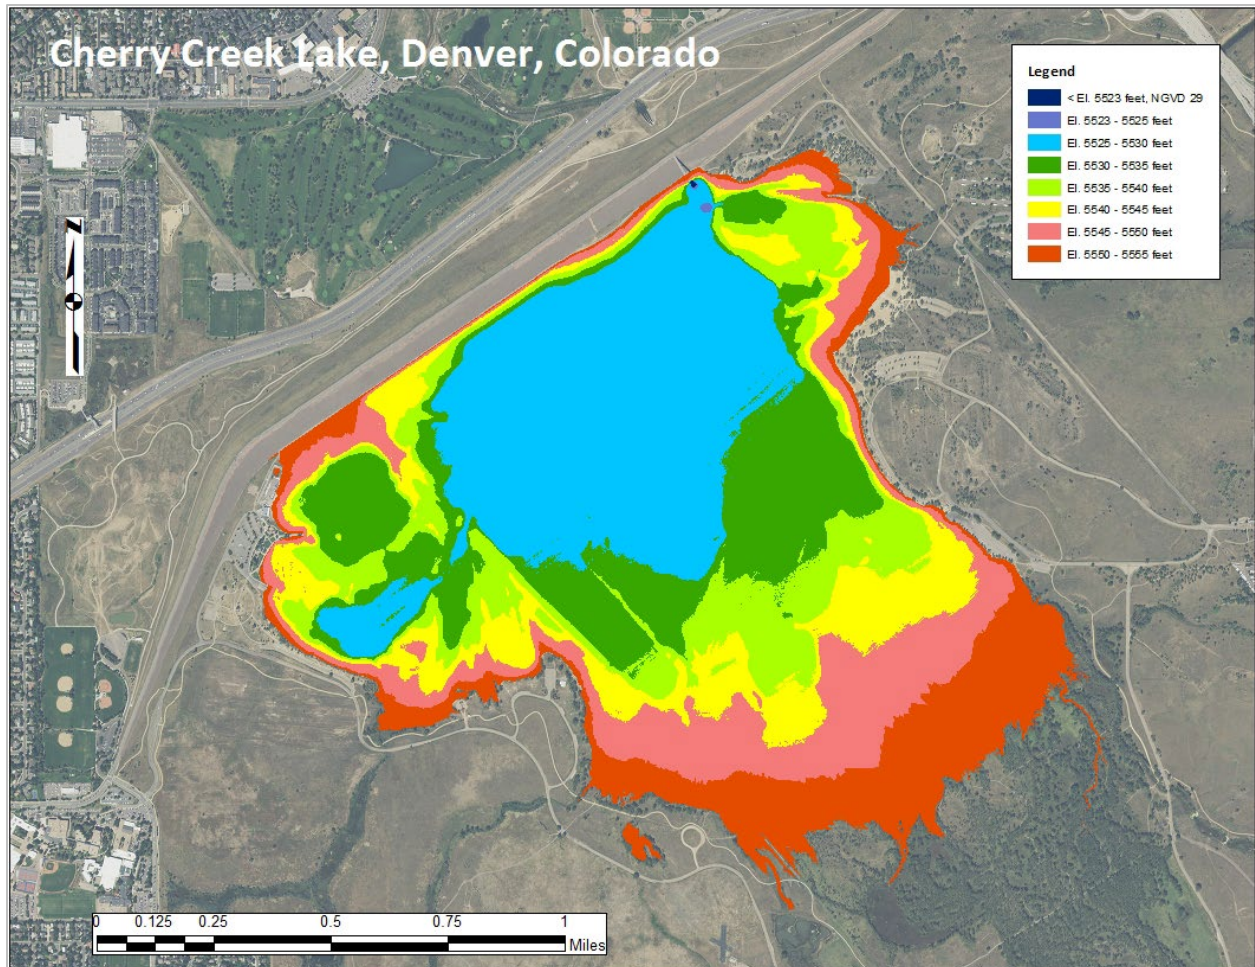 Cherry Creek Lake, Denver, Colorado
Legend
< El. 5523 feet, NGVD 29
El. 5523 - 5525 feet
El. 5525 - 5530 feet
El. 5530 - 5535 feet
El. 5535 - 5540 feet
El. 5540 - 5545 feet
El. 5545 - 5550 feet
El. 5550 - 5555 feet
Z
0 0.125 0.25 0.5 0.75 1
Miles